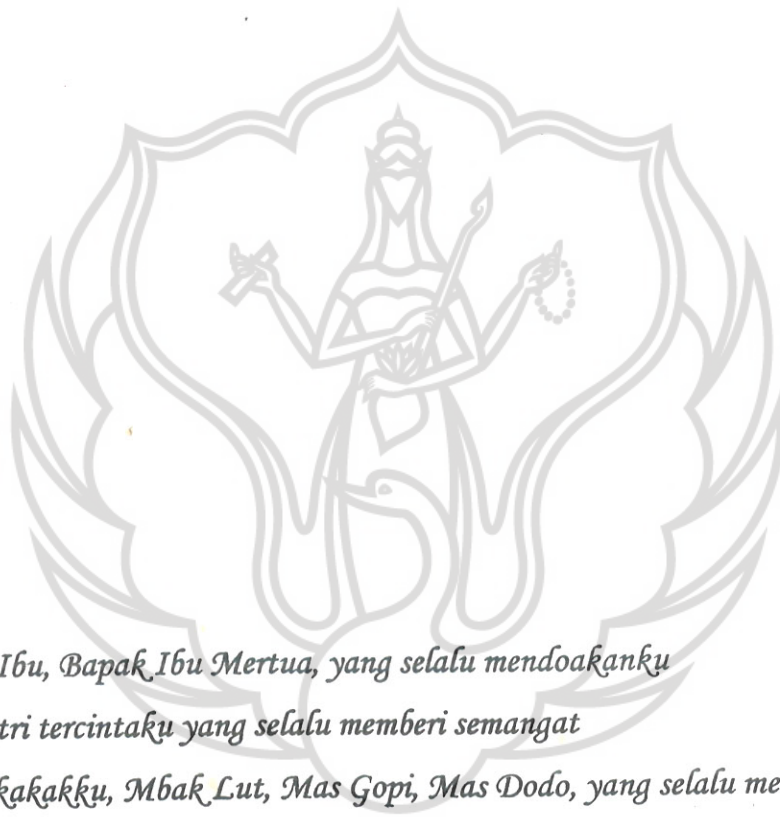 Ibu, Bapak Ibu Mertua, yang selalu mendoakanku
tri tercintaku yang selalu memberi semangat
kakakku, Mbak Lut, Mas Gopi, Mas Dodo, yang selalu me